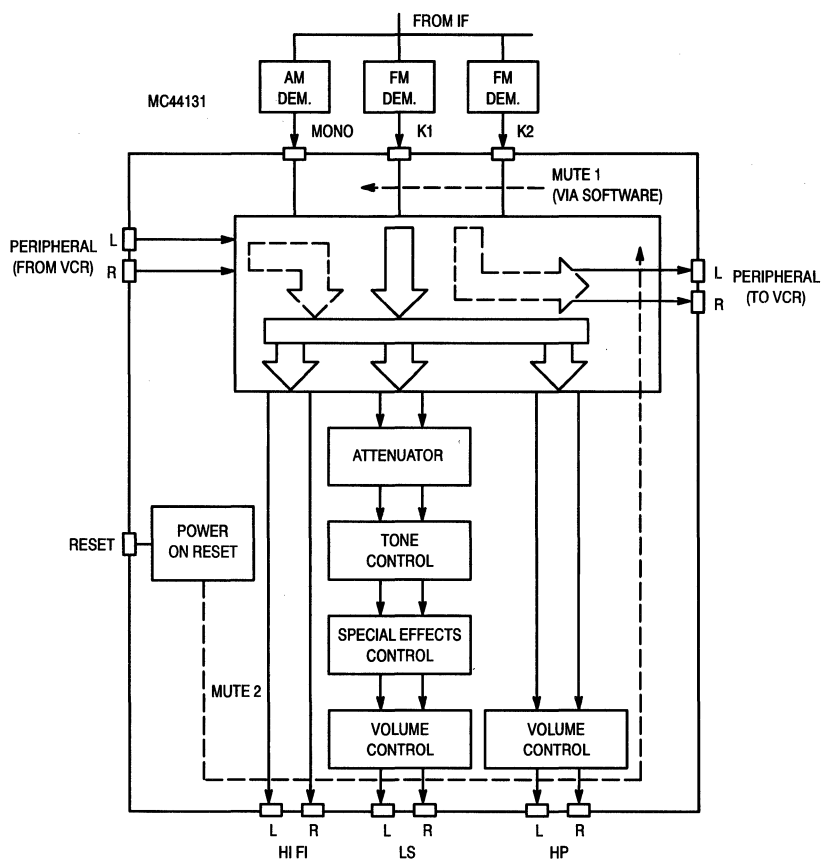 FROM IF
AM
DEM.
FM
DEM.
FM
DEM.
MC44131
MONO
K1
K2
MUTE 1
(VIA SOFTWARE)
PERIPHERAL
(FROM VCR)
L
R
L
R
PERIPHERAL
(TO VCR)
ATTENUATOR
RESET
POWER
ON RESET
TONE
CONTROL
SPECIAL EFFECTS
CONTROL
MUTE 2
VOLUME
CONTROL
VOLUME
CONTROL
L R L R L R
HI FI LS HP